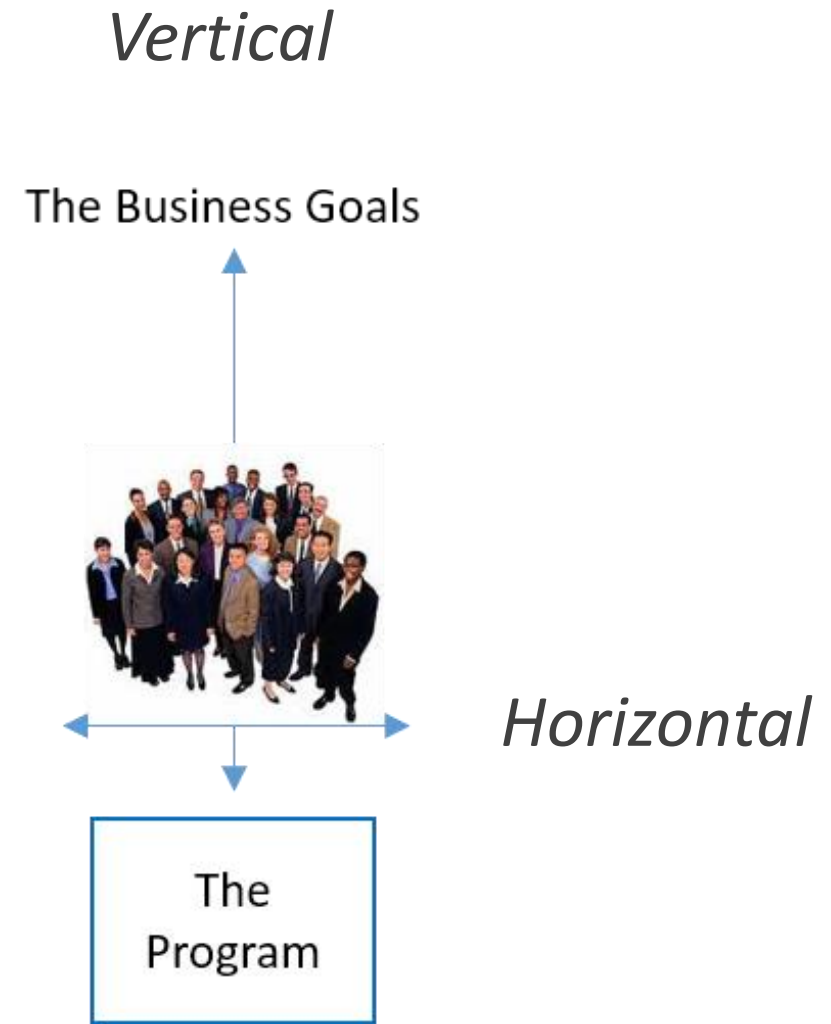 Vertical
The Business Goals
Horizontal
The
Program